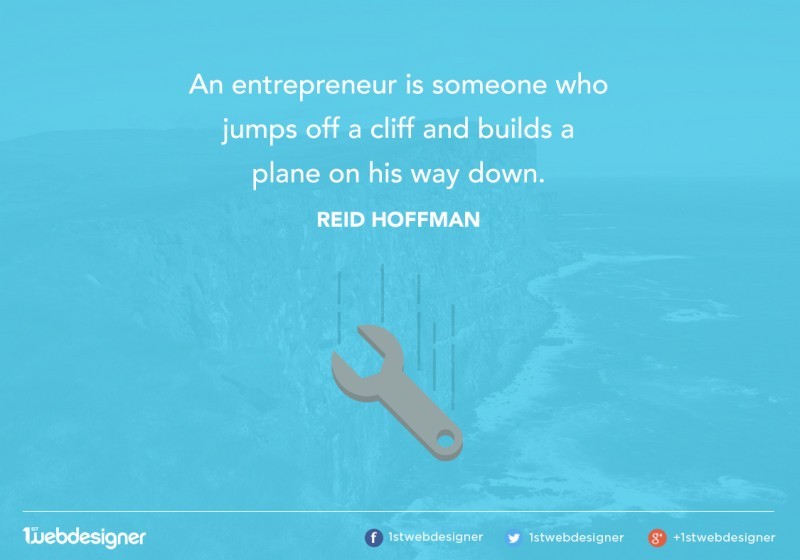 An entrepreneur is someone who
jumps off a cliff and builds a
plane on his way down.
REID HOFFMAN
1ST webdesigner
f 1stwebdesigner
1stwebdesigner
g+ +1stwebdesigner